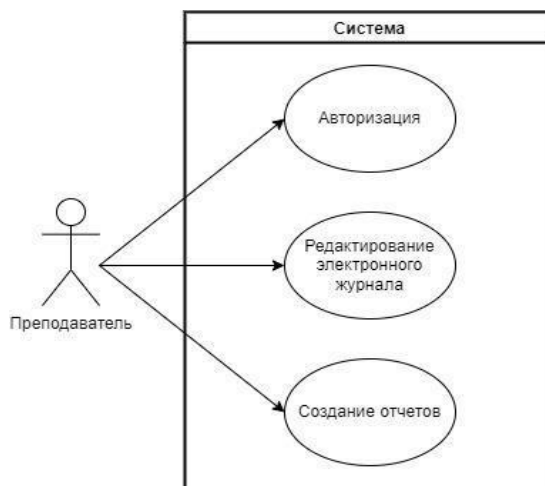 Система
Авторизация
Редактирование
электронного
журнала
Преподаватель
Создание отчетов